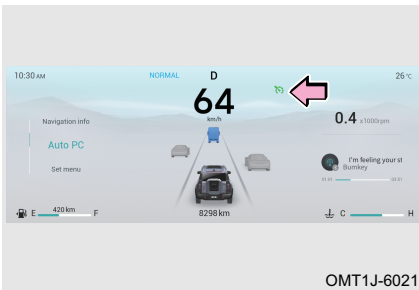 10:30 AM NORMAL D 26 °C
64
km/h
Navigation info
0.4 x1000rpm
Auto PC
I'm feeling your st
Bumkey
Set menu
420 km
E F
8298 km
C H
OMT1J-6021